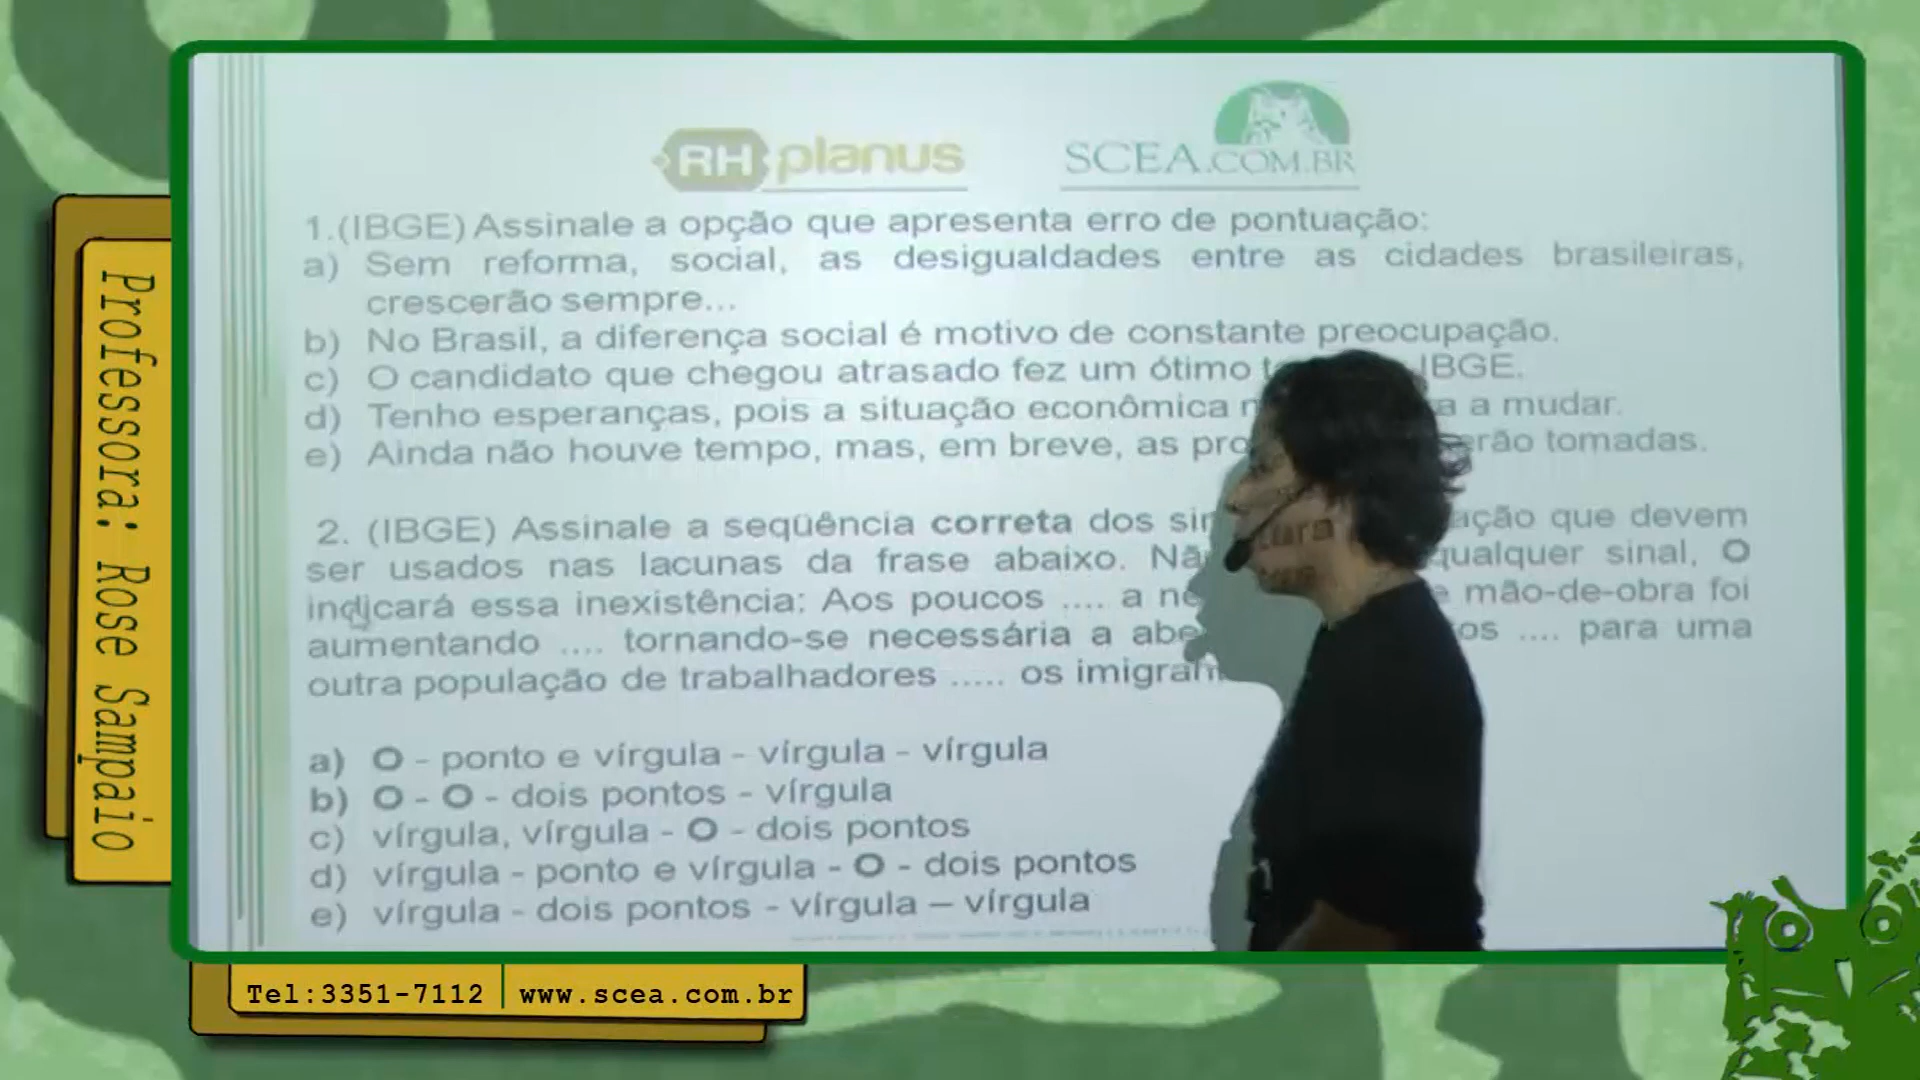 RH planus
SCEA.COM.BR
1.(IBGE) Assinale a opção que apresenta erro de pontuação:
a) Sem reforma, social, as desigualdades entre as cidades brasileiras,
crescerão sempre...
b) No Brasil, a diferença social é motivo de constante preocupação.
c) O candidato que chegou atrasado fez um ótimo IBGE.
d) Tenho esperanças, pois a situação econômica a mudar.
e) Ainda não houve tempo, mas, em breve, as tomadas.
2. (IBGE) Assinale a seqüência correta dos que devem
ser usados nas lacunas da frase abaixo. qualquer sinal, O
indicará essa inexistência: Aos poucos .... a mão-de-obra foi
aumentando .... tornando-se necessária a .... para uma
outra população de trabalhadores ..... os
a) O - ponto e vírgula - vírgula - vírgula
b) O - O - dois pontos - vírgula
c) vírgula, vírgula - O - dois pontos
d) vírgula - ponto e vírgula - O - dois pontos
e) vírgula - dois pontos - vírgula – vírgula
Professora: Rose Sampaio
Tel:3351-7112 www.scea.com.br